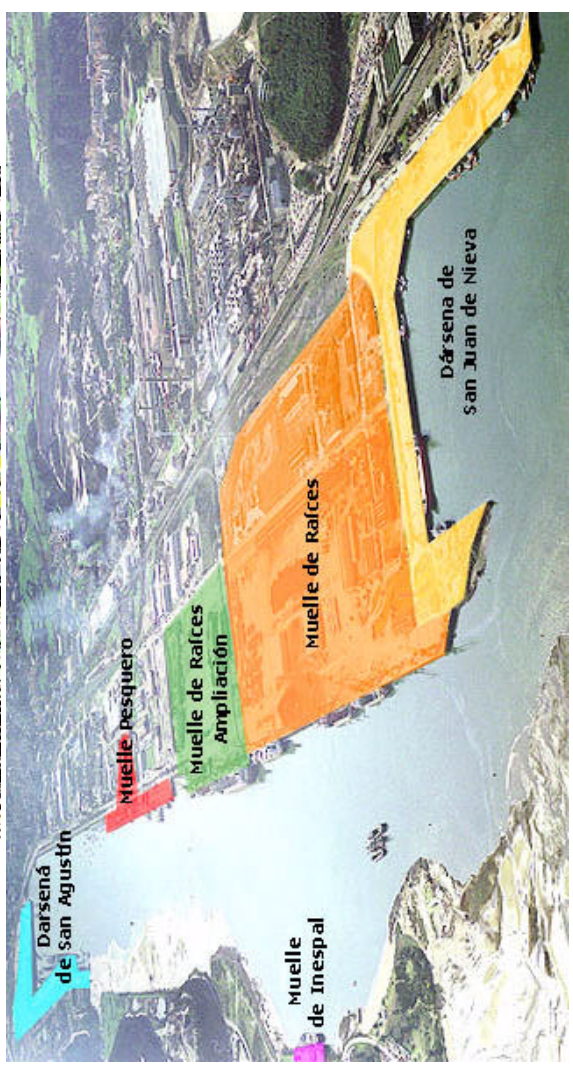 Darsená
de San Agustín
Muelle Pesquero
Muelle de Raíces
Ampliación
Muelle
de Inespal
Muelle de Raíces
Dársena de
San Juan de Nieva